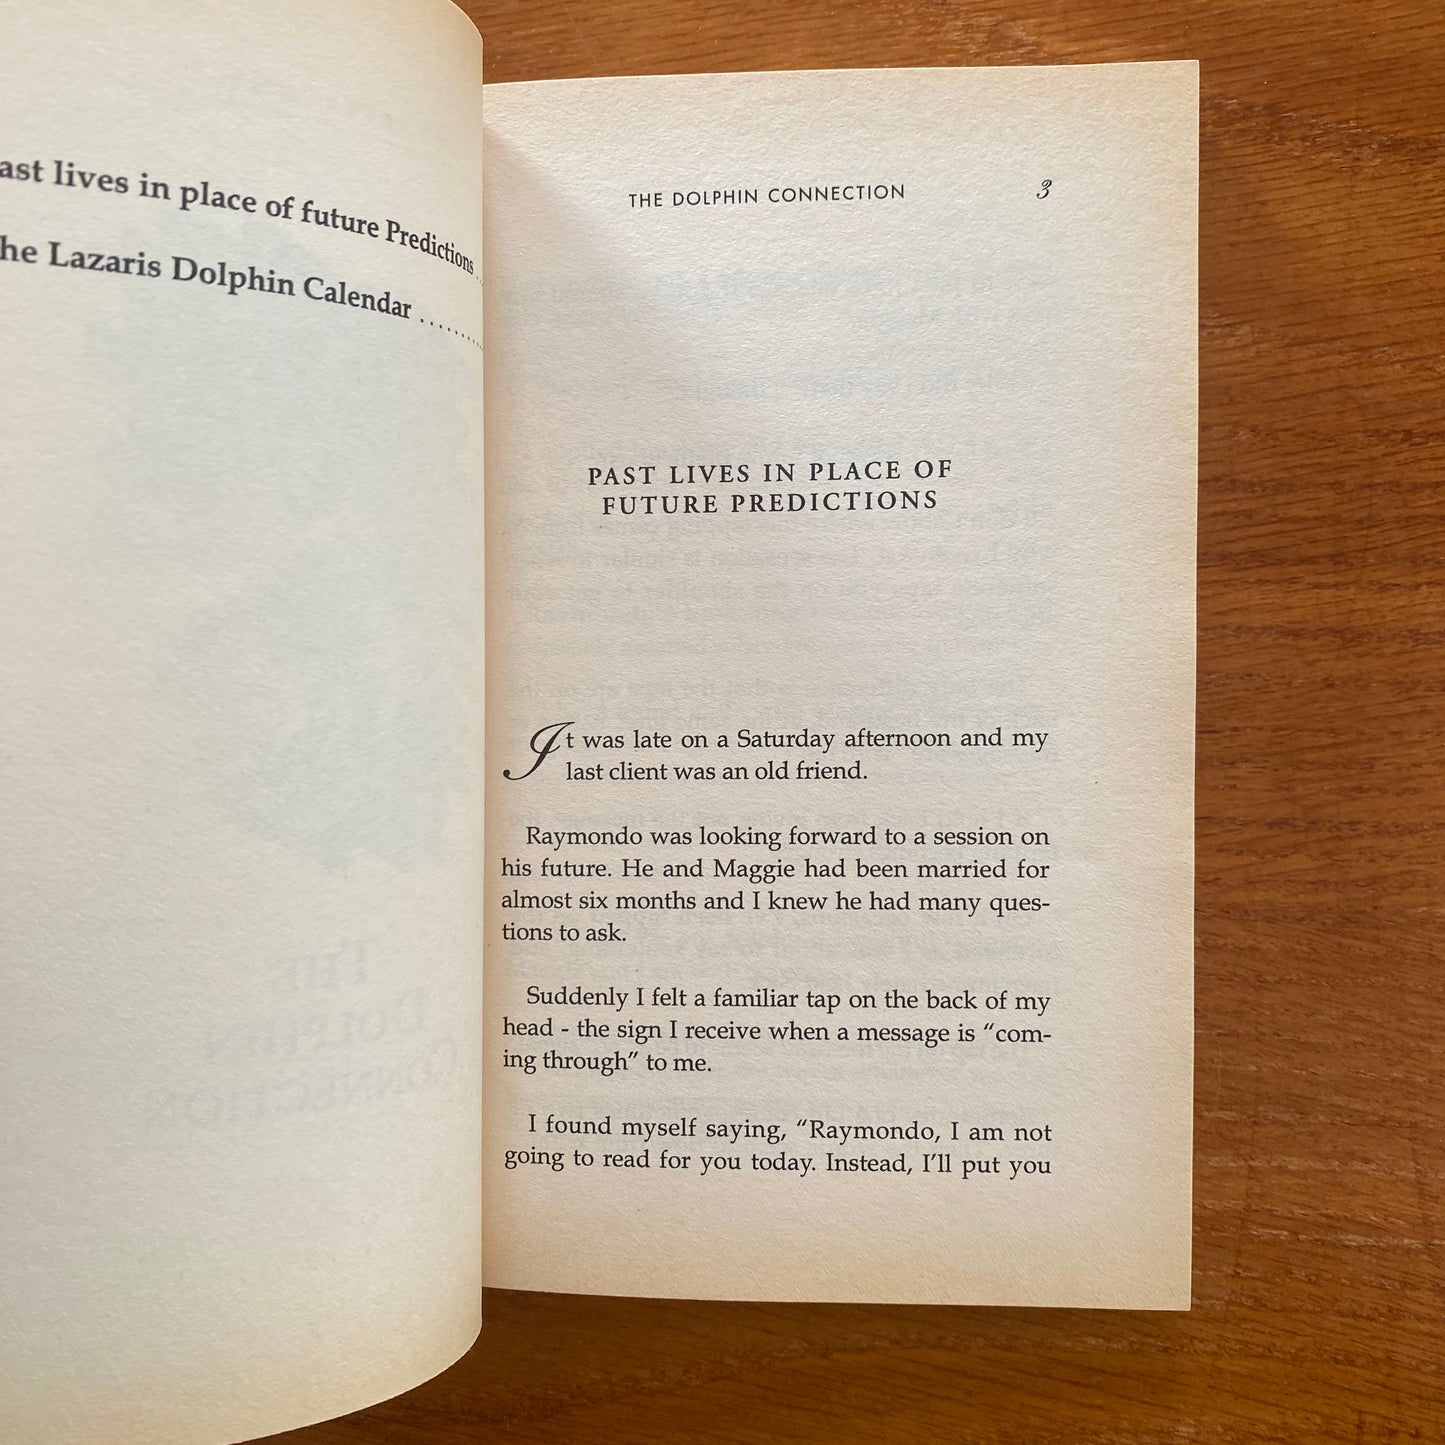 ast lives in place of future Predictions ..
he Lazaris Dolphin Calendar ..........
THE DOLPHIN CONNECTION 3
PAST LIVES IN PLACE OF
FUTURE PREDICTIONS
It was late on a Saturday afternoon and my
last client was an old friend.
Raymondo was looking forward to a session on
his future. He and Maggie had been married for
almost six months and I knew he had many ques-
tions to ask.
Suddenly I felt a familiar tap on the back of my
head - the sign I receive when a message is “com-
ing through” to me.
I found myself saying, “Raymondo, I am not
going to read for you today. Instead, I’ll put you